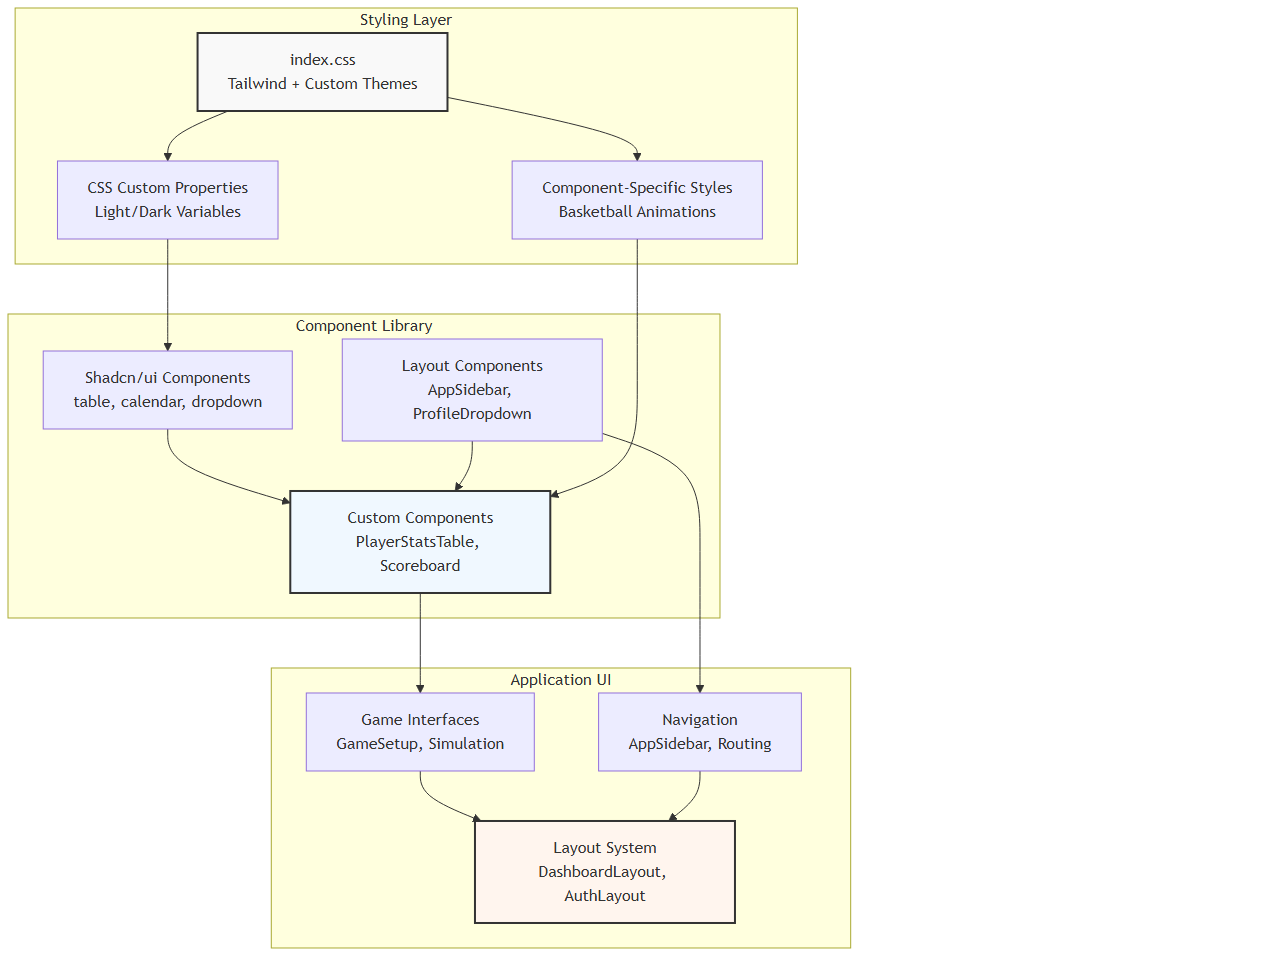 Styling Layer
index.css
Tailwind + Custom Themes
CSS Custom Properties
Light/Dark Variables
Component-Specific Styles
Basketball Animations
Component Library
Shadcn/ui Components
table, calendar, dropdown
Layout Components
AppSidebar,
ProfileDropdown
Custom Components
PlayerStatsTable,
Scoreboard
Application UI
Game Interfaces
GameSetup, Simulation
Navigation
AppSidebar, Routing
Layout System
DashboardLayout,
AuthLayout